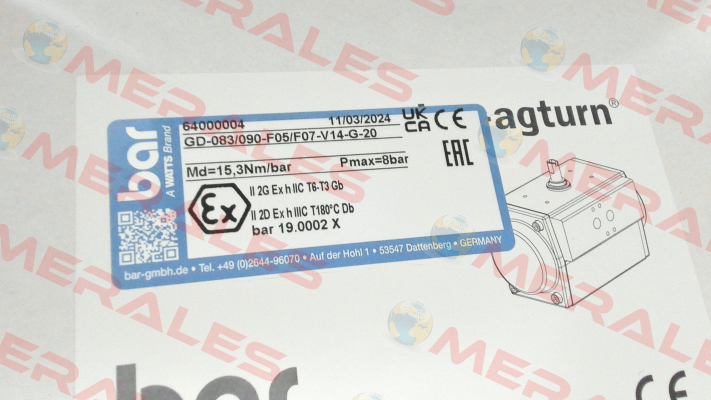 MERALES
MERALES
MERALES
bar
A WATTS Brand
64000004
11/03/2024
UK CA CE
GD-083/090-F05/F07-V14-G-20
Md=15,3Nm/bar
Pmax=8bar
EAC
Ex
II 2G Ex h IIC T6-T3 Gb
II 2D Ex h IIIC T180°C Db
bar 19.0002 X
bar-gmbh.de • Tel. +49 (0)2644-96070 • Auf der Hohl 1 • 53547 Dattenberg • GERMANY
-agturn®
MERALES
MERALES
bar
CE
MERALES